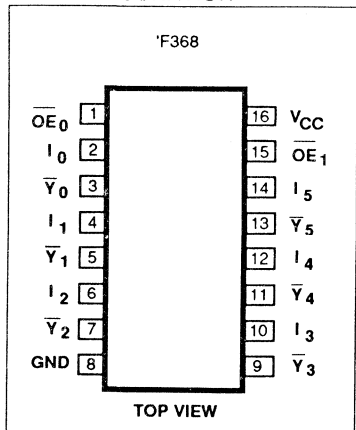 'F368
OE0 1 16 VCC
I0 2 15 OE1
Y0 3 14 I5
I1 4 13 Y5
Y1 5 12 I4
I2 6 11 Y4
Y2 7 10 I3
GND 8 9 Y3
TOP VIEW